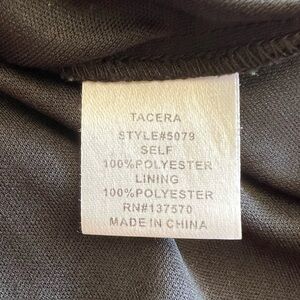 TACERA
STYLE#5079
SELF
100%POLYESTER
LINING
100%POLYESTER
RN#137570
MADE IN CHINA